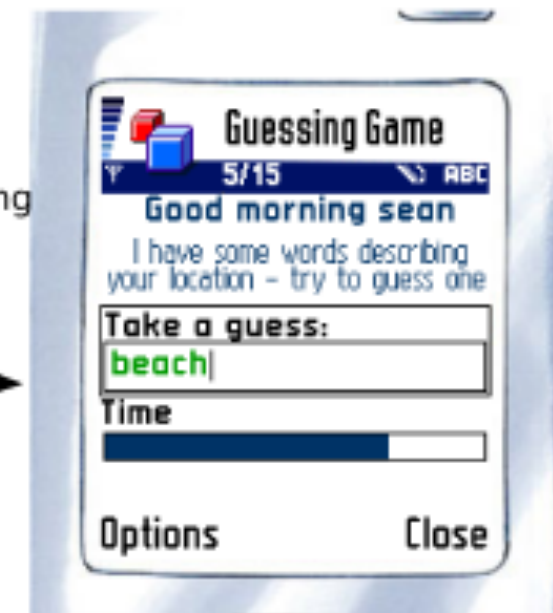 Guessing Game
5/15 ABC
Good morning sean
I have some words describing
your location - try to guess one
ng
Take a guess:
beach
Time
Options Close